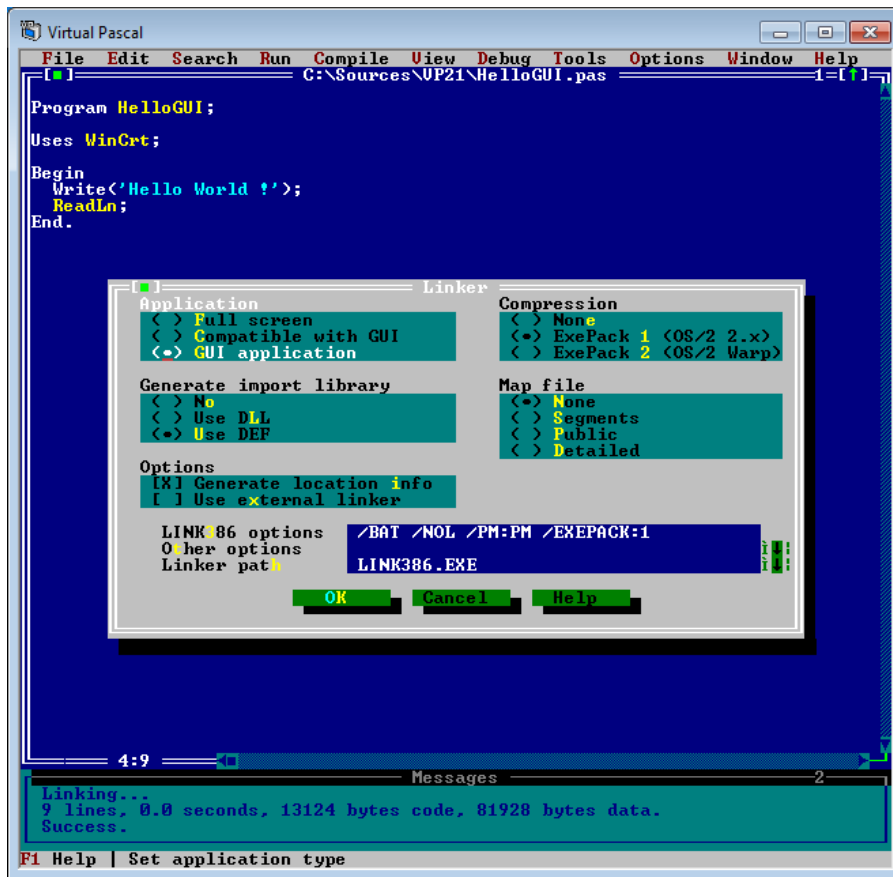 Virtual Pascal
File Edit Search Run Compile View Debug Tools Options Window Help
[■] C:\Sources\VP21\HelloGUI.pas 1=[↑]
Program HelloGUI;
Uses WinCrt;
Begin
Write('Hello World !');
ReadLn;
End.
[■] Linker
Application
( ) Full screen
( ) Compatible with GUI
(•) GUI application
Compression
( ) None
(•) ExePack 1 (OS/2 2.x)
( ) ExePack 2 (OS/2 Warp)
Generate import library
( ) No
( ) Use DLL
(•) Use DEF
Map file
(•) None
( ) Segments
( ) Public
( ) Detailed
Options
[X] Generate location info
[ ] Use external linker
LINK386 options /BAT /NOL /PM:PM /EXEPACK:1
Other options
Linker path LINK386.EXE
OK Cancel Help
4:9
Messages 2
Linking...
9 lines, 0.0 seconds, 13124 bytes code, 81928 bytes data.
Success.
F1 Help | Set application type